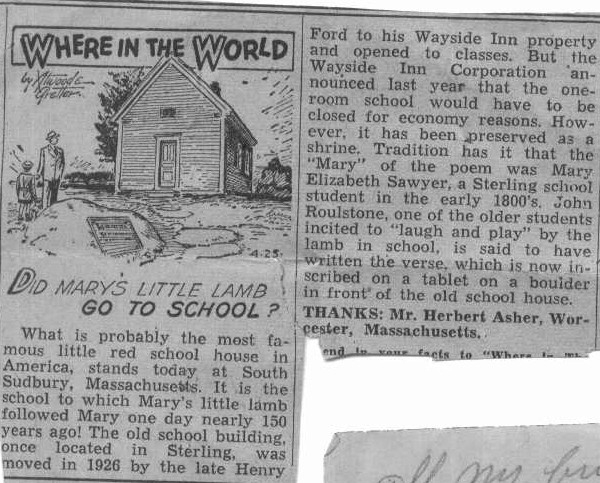 WHERE IN THE WORLD
by
4-25
DID MARY'S LITTLE LAMB
GO TO SCHOOL?
What is probably the most fa-
mous little red school house in
America, stands today at South
Sudbury, Massachusetts. It is the
school to which Mary's little lamb
followed Mary one day nearly 150
years ago! The old school building,
once located in Sterling, was
moved in 1926 by the late Henry
Ford to his Wayside Inn property
and opened to classes. But the
Wayside Inn Corporation an-
nounced last year that the one-
room school would have to be
closed for economy reasons. How-
ever, it has been preserved as a
shrine. Tradition has it that the
"Mary" of the poem was Mary
Elizabeth Sawyer, a Sterling school
student in the early 1800's. John
Roulstone, one of the older students
incited to "laugh and play" by the
lamb in school, is said to have
written the verse, which is now in-
scribed on a tablet on a boulder
in front of the old school house.
THANKS: Mr. Herbert Asher, Wor-
cester, Massachusetts.
end in your facts to "Where in
my